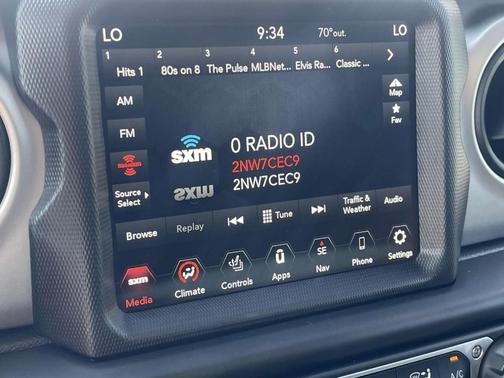 LO 9:34 70°out. LO
1 2 3 4 5 6
Hits 1 80s on 8 The Pulse MLBNet... Elvis Ra... Classic ...
AM
Map
FM
Fav
sxm
0 RADIO ID
2NW7CEC9
2NW7CEC9
Source
Select
Browse Replay Tune Traffic &
Weather Audio
sxm
Media Climate Controls Apps SE
Nav Phone Settings
A/C